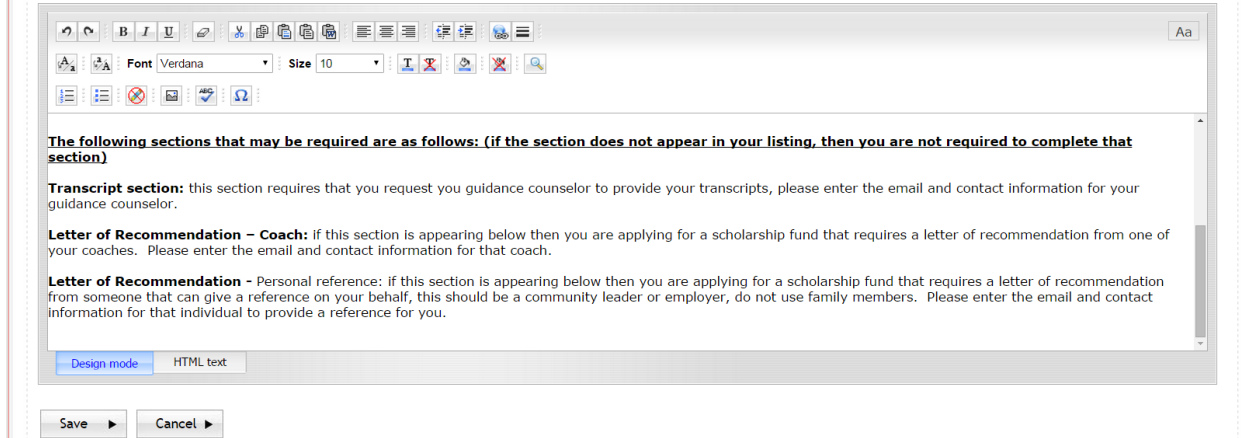 B I U Aa
Font Verdana Size 10
ABC Ω
The following sections that may be required are as follows: (if the section does not appear in your listing, then you are not required to complete that
section)
Transcript section: this section requires that you request you guidance counselor to provide your transcripts, please enter the email and contact information for your
guidance counselor.
Letter of Recommendation – Coach: if this section is appearing below then you are applying for a scholarship fund that requires a letter of recommendation from one of
your coaches.  Please enter the email and contact information for that coach.
Letter of Recommendation - Personal reference: if this section is appearing below then you are applying for a scholarship fund that requires a letter of recommendation
from someone that can give a reference on your behalf, this should be a community leader or employer, do not use family members.  Please enter the email and contact
information for that individual to provide a reference for you.
Design mode HTML text
Save Cancel